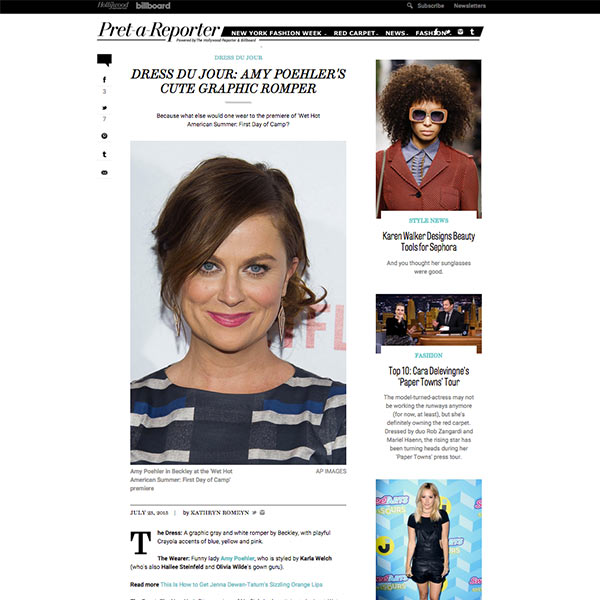 Hollywood
billboard
Subscribe
Newsletters
Pret-a-Reporter
Powered by The Hollywood Reporter & Billboard
NEW YORK FASHION WEEK
RED CARPET
NEWS
FASHION
DRESS DU JOUR
DRESS DU JOUR: AMY POEHLER'S
CUTE GRAPHIC ROMPER
Because what else would one wear to the premiere of 'Wet Hot
American Summer: First Day of Camp'?
3
7
Amy Poehler in Beckley at the 'Wet Hot
American Summer: First Day of Camp'
premiere
AP IMAGES
JULY 23, 2015 | by KATHRYN ROMEYN
The Dress: A graphic gray and white romper by Beckley, with playful
Crayola accents of blue, yellow and pink.
The Wearer: Funny lady Amy Poehler, who is styled by Karla Welch
(who's also Hailee Steinfeld and Olivia Wilde's gown guru).
Read more This Is How to Get Jenna Dewan-Tatum's Sizzling Orange Lips
STYLE NEWS
Karen Walker Designs Beauty
Tools for Sephora
And you thought her sunglasses
were good.
FASHION
Top 10: Cara Delevingne's
'Paper Towns' Tour
The model-turned-actress may not
be working the runways anymore
(for now, at least), but she's
definitely owning the red carpet.
Dressed by duo Rob Zangardi and
Mariel Haenn, the rising star has
been turning heads during her
'Paper Towns' press tour.